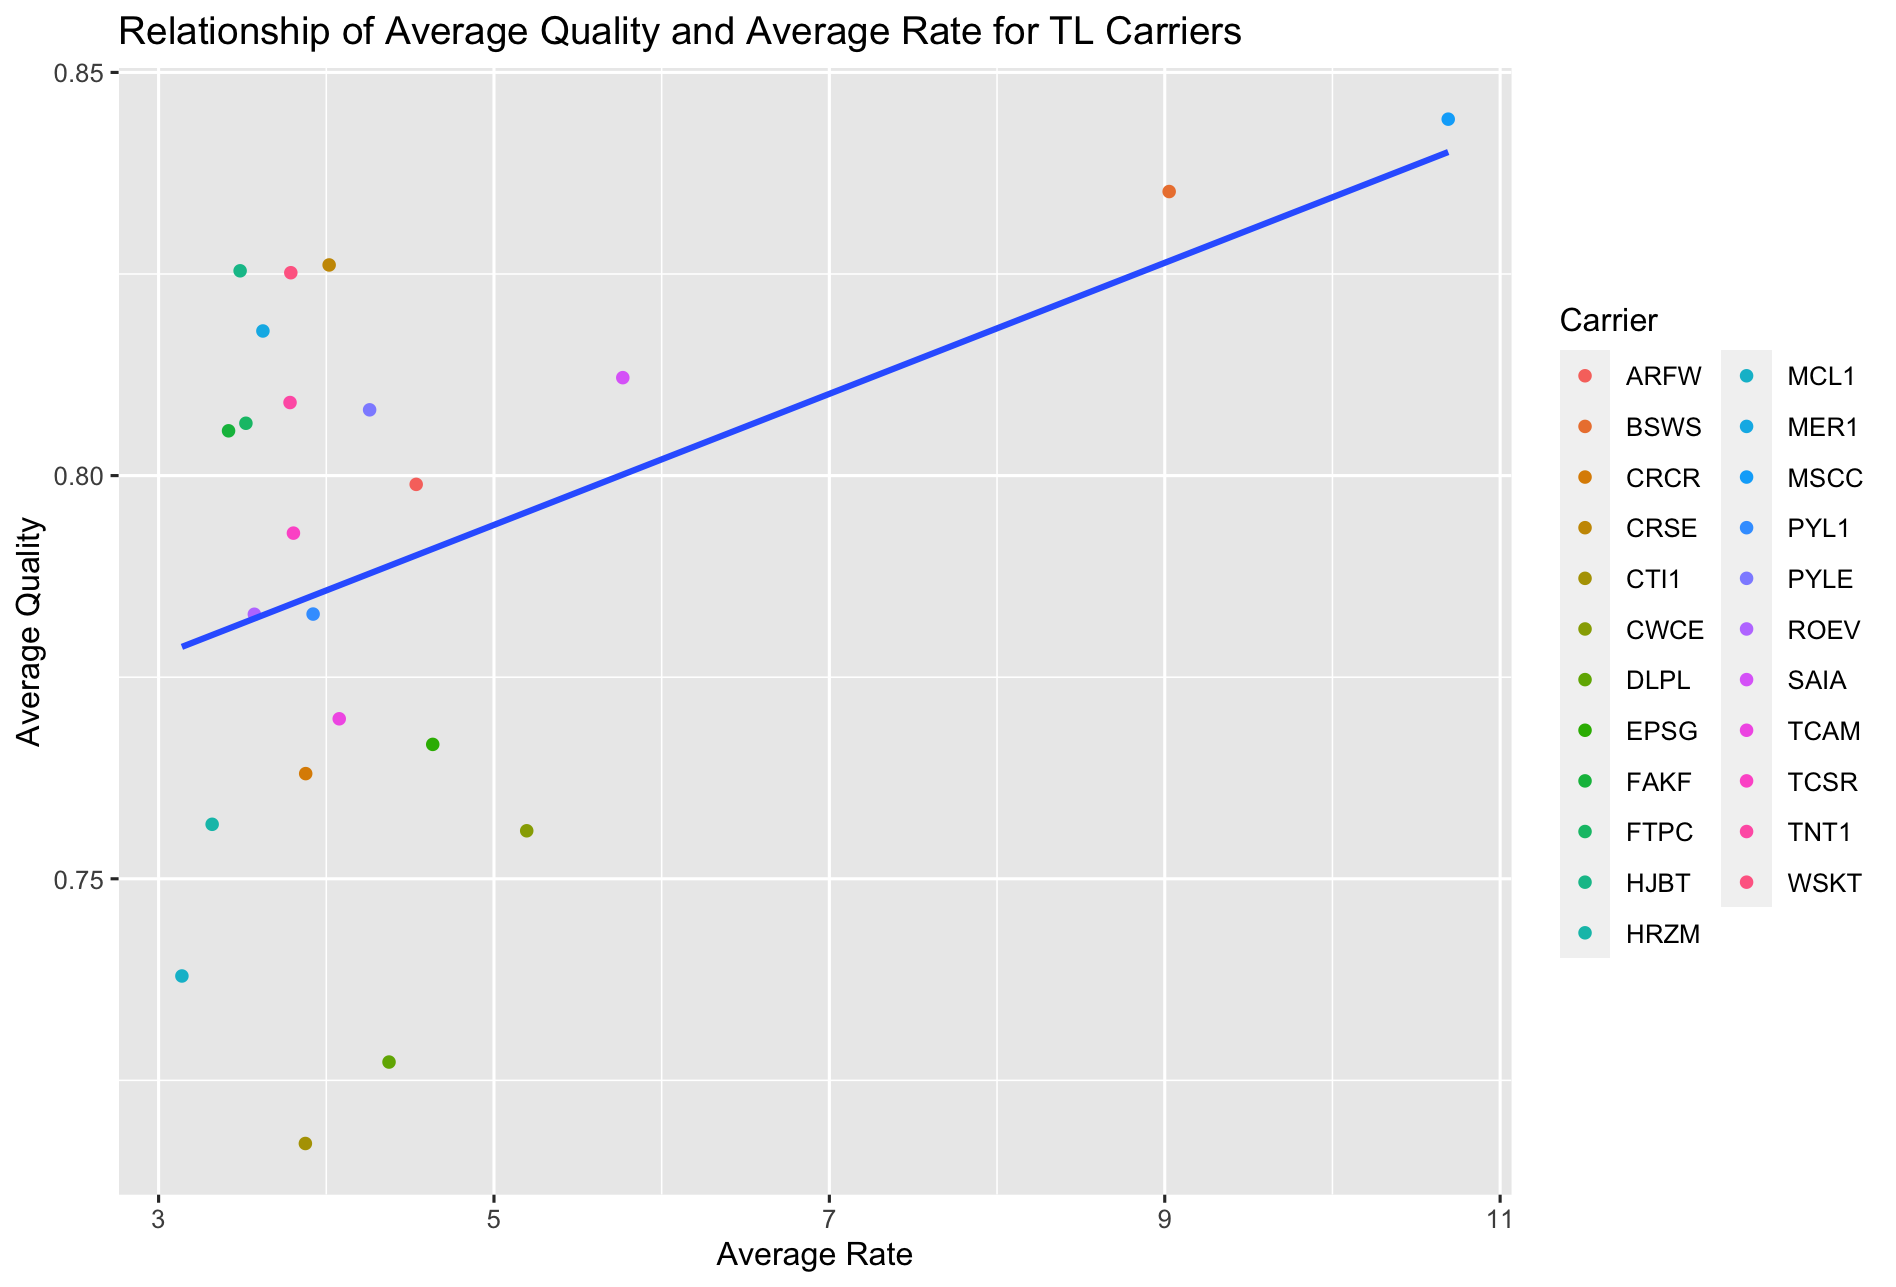 Relationship of Average Quality and Average Rate for TL Carriers
0.85
0.80
0.75
Average Quality
3 5 7 9 11
Average Rate
Carrier
ARFW MCL1
BSWS MER1
CRCR MSCC
CRSE PYL1
CTI1 PYLE
CWCE ROEV
DLPL SAIA
EPSG TCAM
FAKF TCSR
FTPC TNT1
HJBT WSKT
HRZM